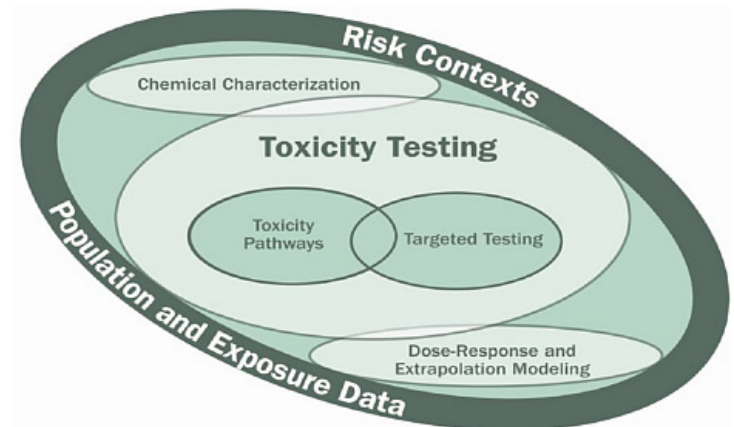 Risk Contexts
Chemical Characterization
Toxicity Testing
Toxicity
Pathways
Targeted Testing
Dose-Response and
Extrapolation Modeling
Population and Exposure Data